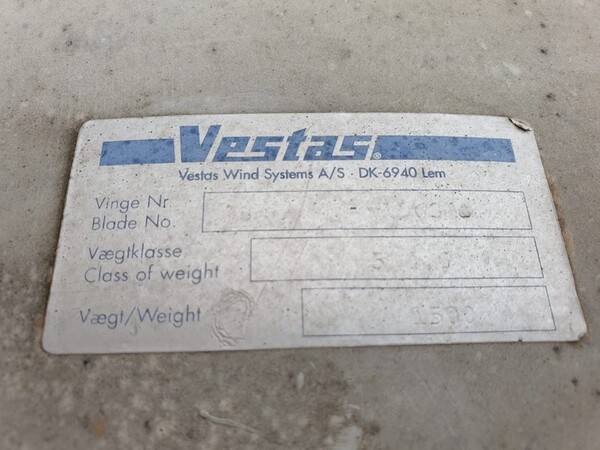 Vestas
Vestas Wind Systems A/S · DK-6940 Lem
Vinge Nr.
Blade No.
Vægtklasse
Class of weight
Vægt/Weight